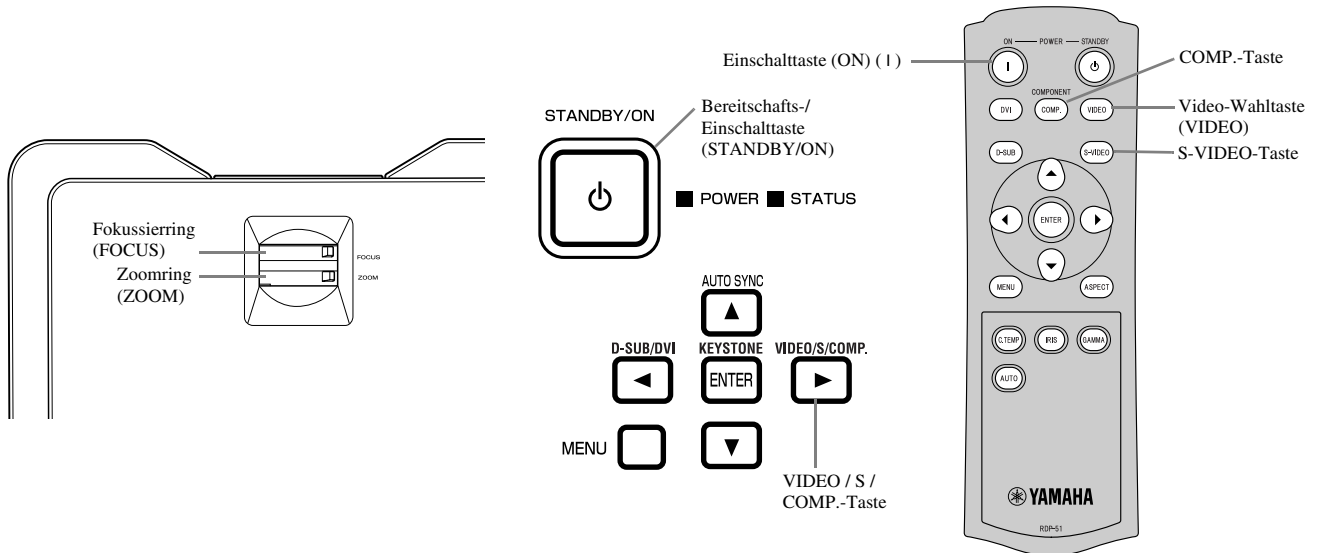 Fokussierring
(FOCUS)
Zoomring
(ZOOM)
FOCUS
ZOOM
STANDBY/ON
Bereitschafts-/
Einschalttaste
(STANDBY/ON)
POWER STATUS
AUTO SYNC
D-SUB/DVI KEYSTONE VIDEO/S/COMP.
ENTER
MENU
VIDEO / S /
COMP.-Taste
Einschalttaste (ON) ( I )
COMP.-Taste
Video-Wahltaste
(VIDEO)
S-VIDEO-Taste
ON POWER STANDBY
I
COMPONENT
DVI COMP. VIDEO
D-SUB S-VIDEO
ENTER
MENU ASPECT
C.TEMP IRIS GAMMA
AUTO
YAMAHA
RDP-51